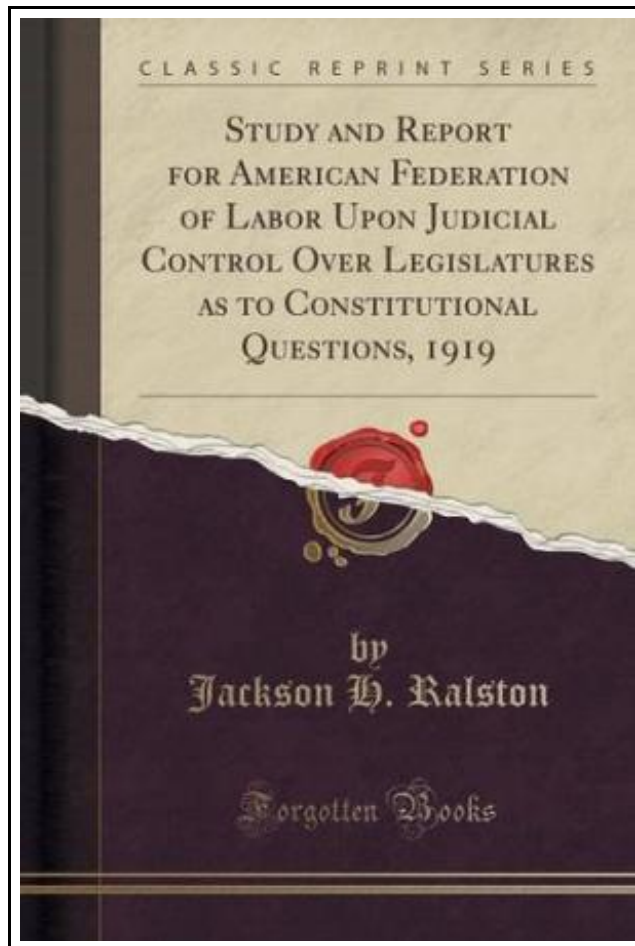 CLASSIC REPRINT SERIES
STUDY AND REPORT
FOR AMERICAN FEDERATION
OF LABOR UPON JUDICIAL
CONTROL OVER LEGISLATURES
AS TO CONSTITUTIONAL
QUESTIONS, 1919
by
Jackson H. Ralston
Forgotten Books